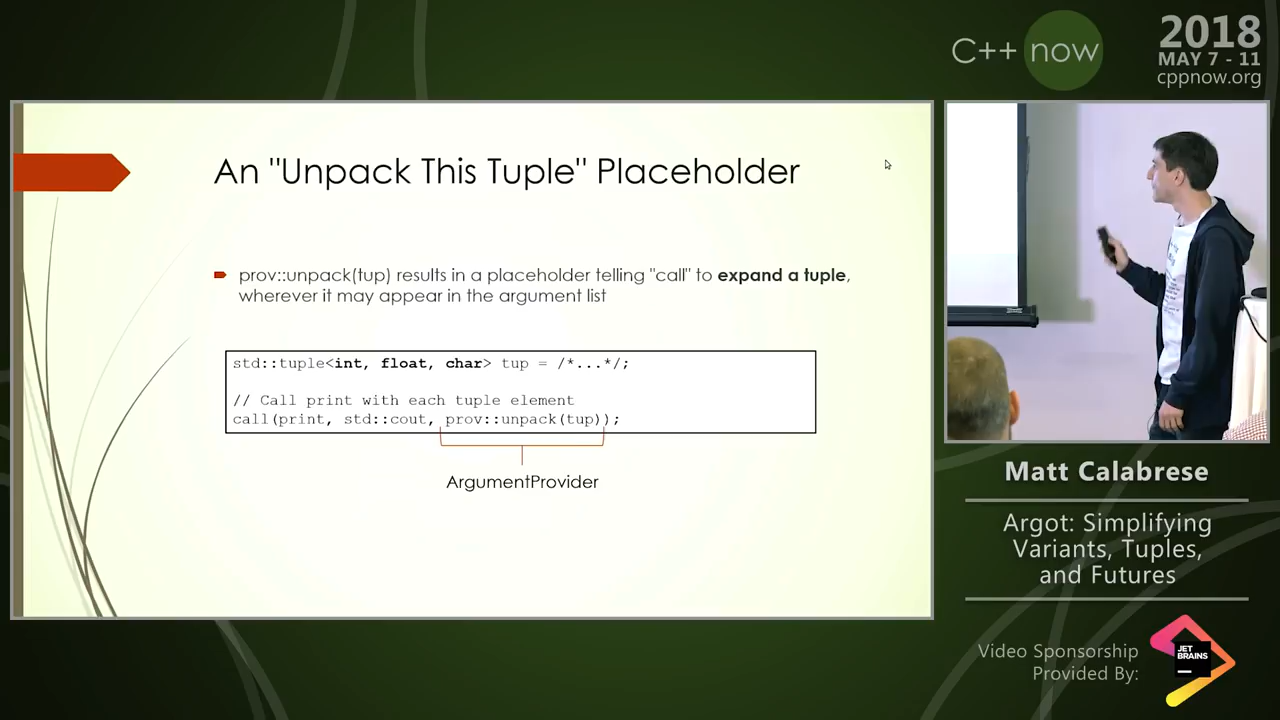 C++ now
2018
MAY 7 - 11
cppnow.org
An "Unpack This Tuple" Placeholder
prov::unpack(tup) results in a placeholder telling "call" to expand a tuple,
wherever it may appear in the argument list
std::tuple<int, float, char> tup = /*...*/;
// Call print with each tuple element
call(print, std::cout, prov::unpack(tup));
ArgumentProvider
Matt Calabrese
Argot: Simplifying
Variants, Tuples,
and Futures
Video Sponsorship
Provided By:
JET
BRAINS